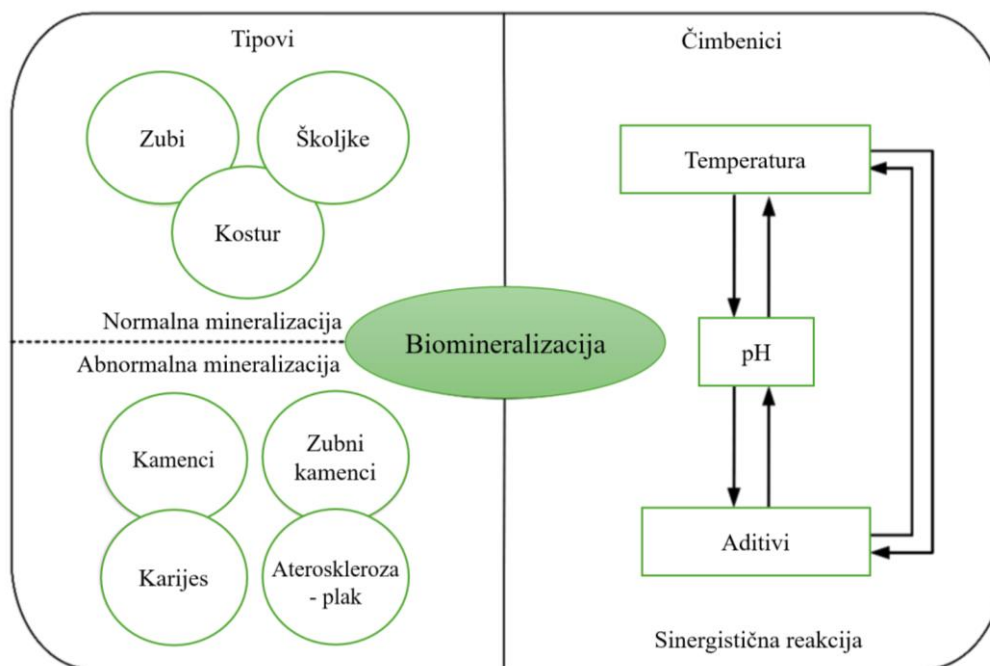 Tipovi
Zubi
Školjke
Kostur
Normalna mineralizacija
Abnormalna mineralizacija
Kamenci
Zubni
kamenci
Karijes
Ateroskleroza
- plak
Biomineralizacija
Čimbenici
Temperatura
pH
Aditivi
Sinergistična reakcija